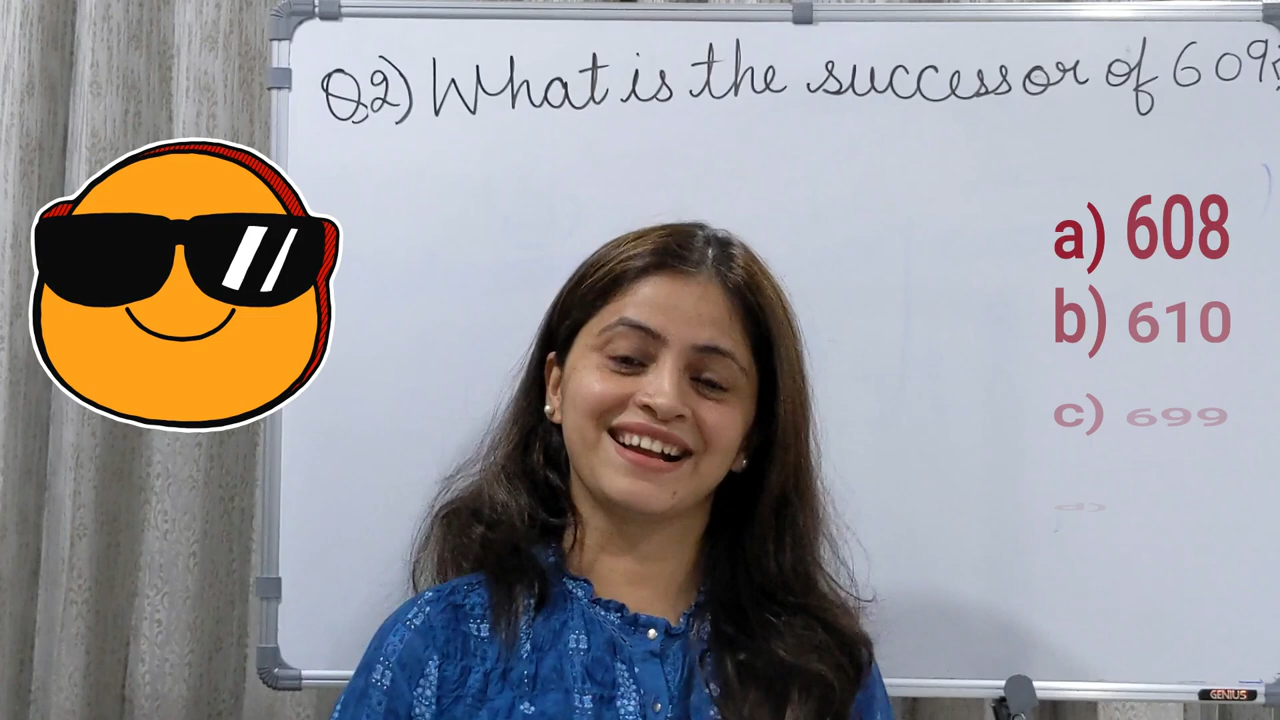 Q2) What is the successor of 609?
a) 608
b) 610
c) 699
GENIUS